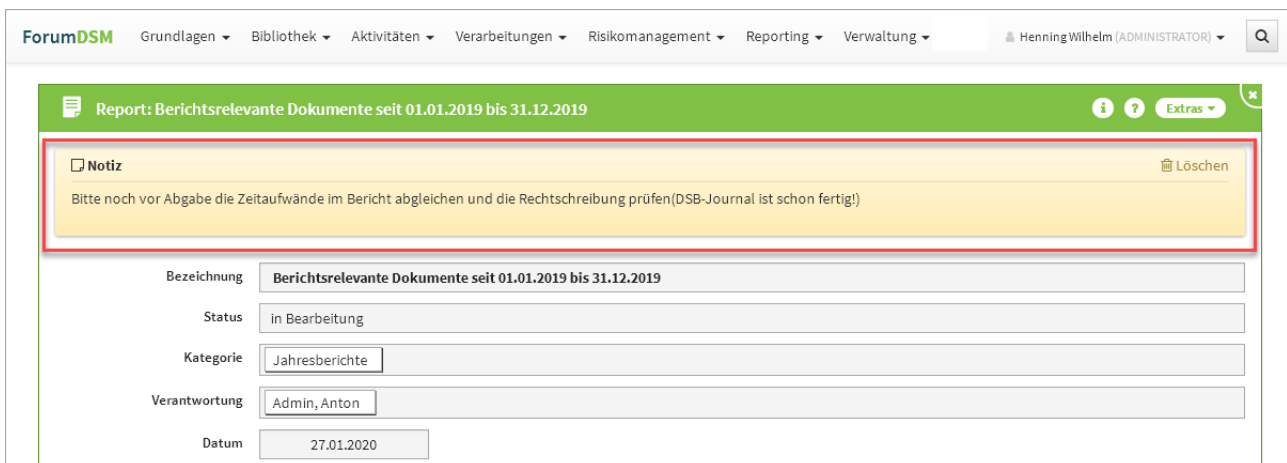 ForumDSM Grundlagen Bibliothek Aktivitäten Verarbeitungen Risikomanagement Reporting Verwaltung Henning Wilhelm (ADMINISTRATOR)
Report: Berichtsrelevante Dokumente seit 01.01.2019 bis 31.12.2019 i ? Extras
Notiz Löschen
Bitte noch vor Abgabe die Zeitaufwände im Bericht abgleichen und die Rechtschreibung prüfen(DSB-Journal ist schon fertig!)
Bezeichnung Berichtsrelevante Dokumente seit 01.01.2019 bis 31.12.2019
Status in Bearbeitung
Kategorie Jahresberichte
Verantwortung Admin, Anton
Datum 27.01.2020